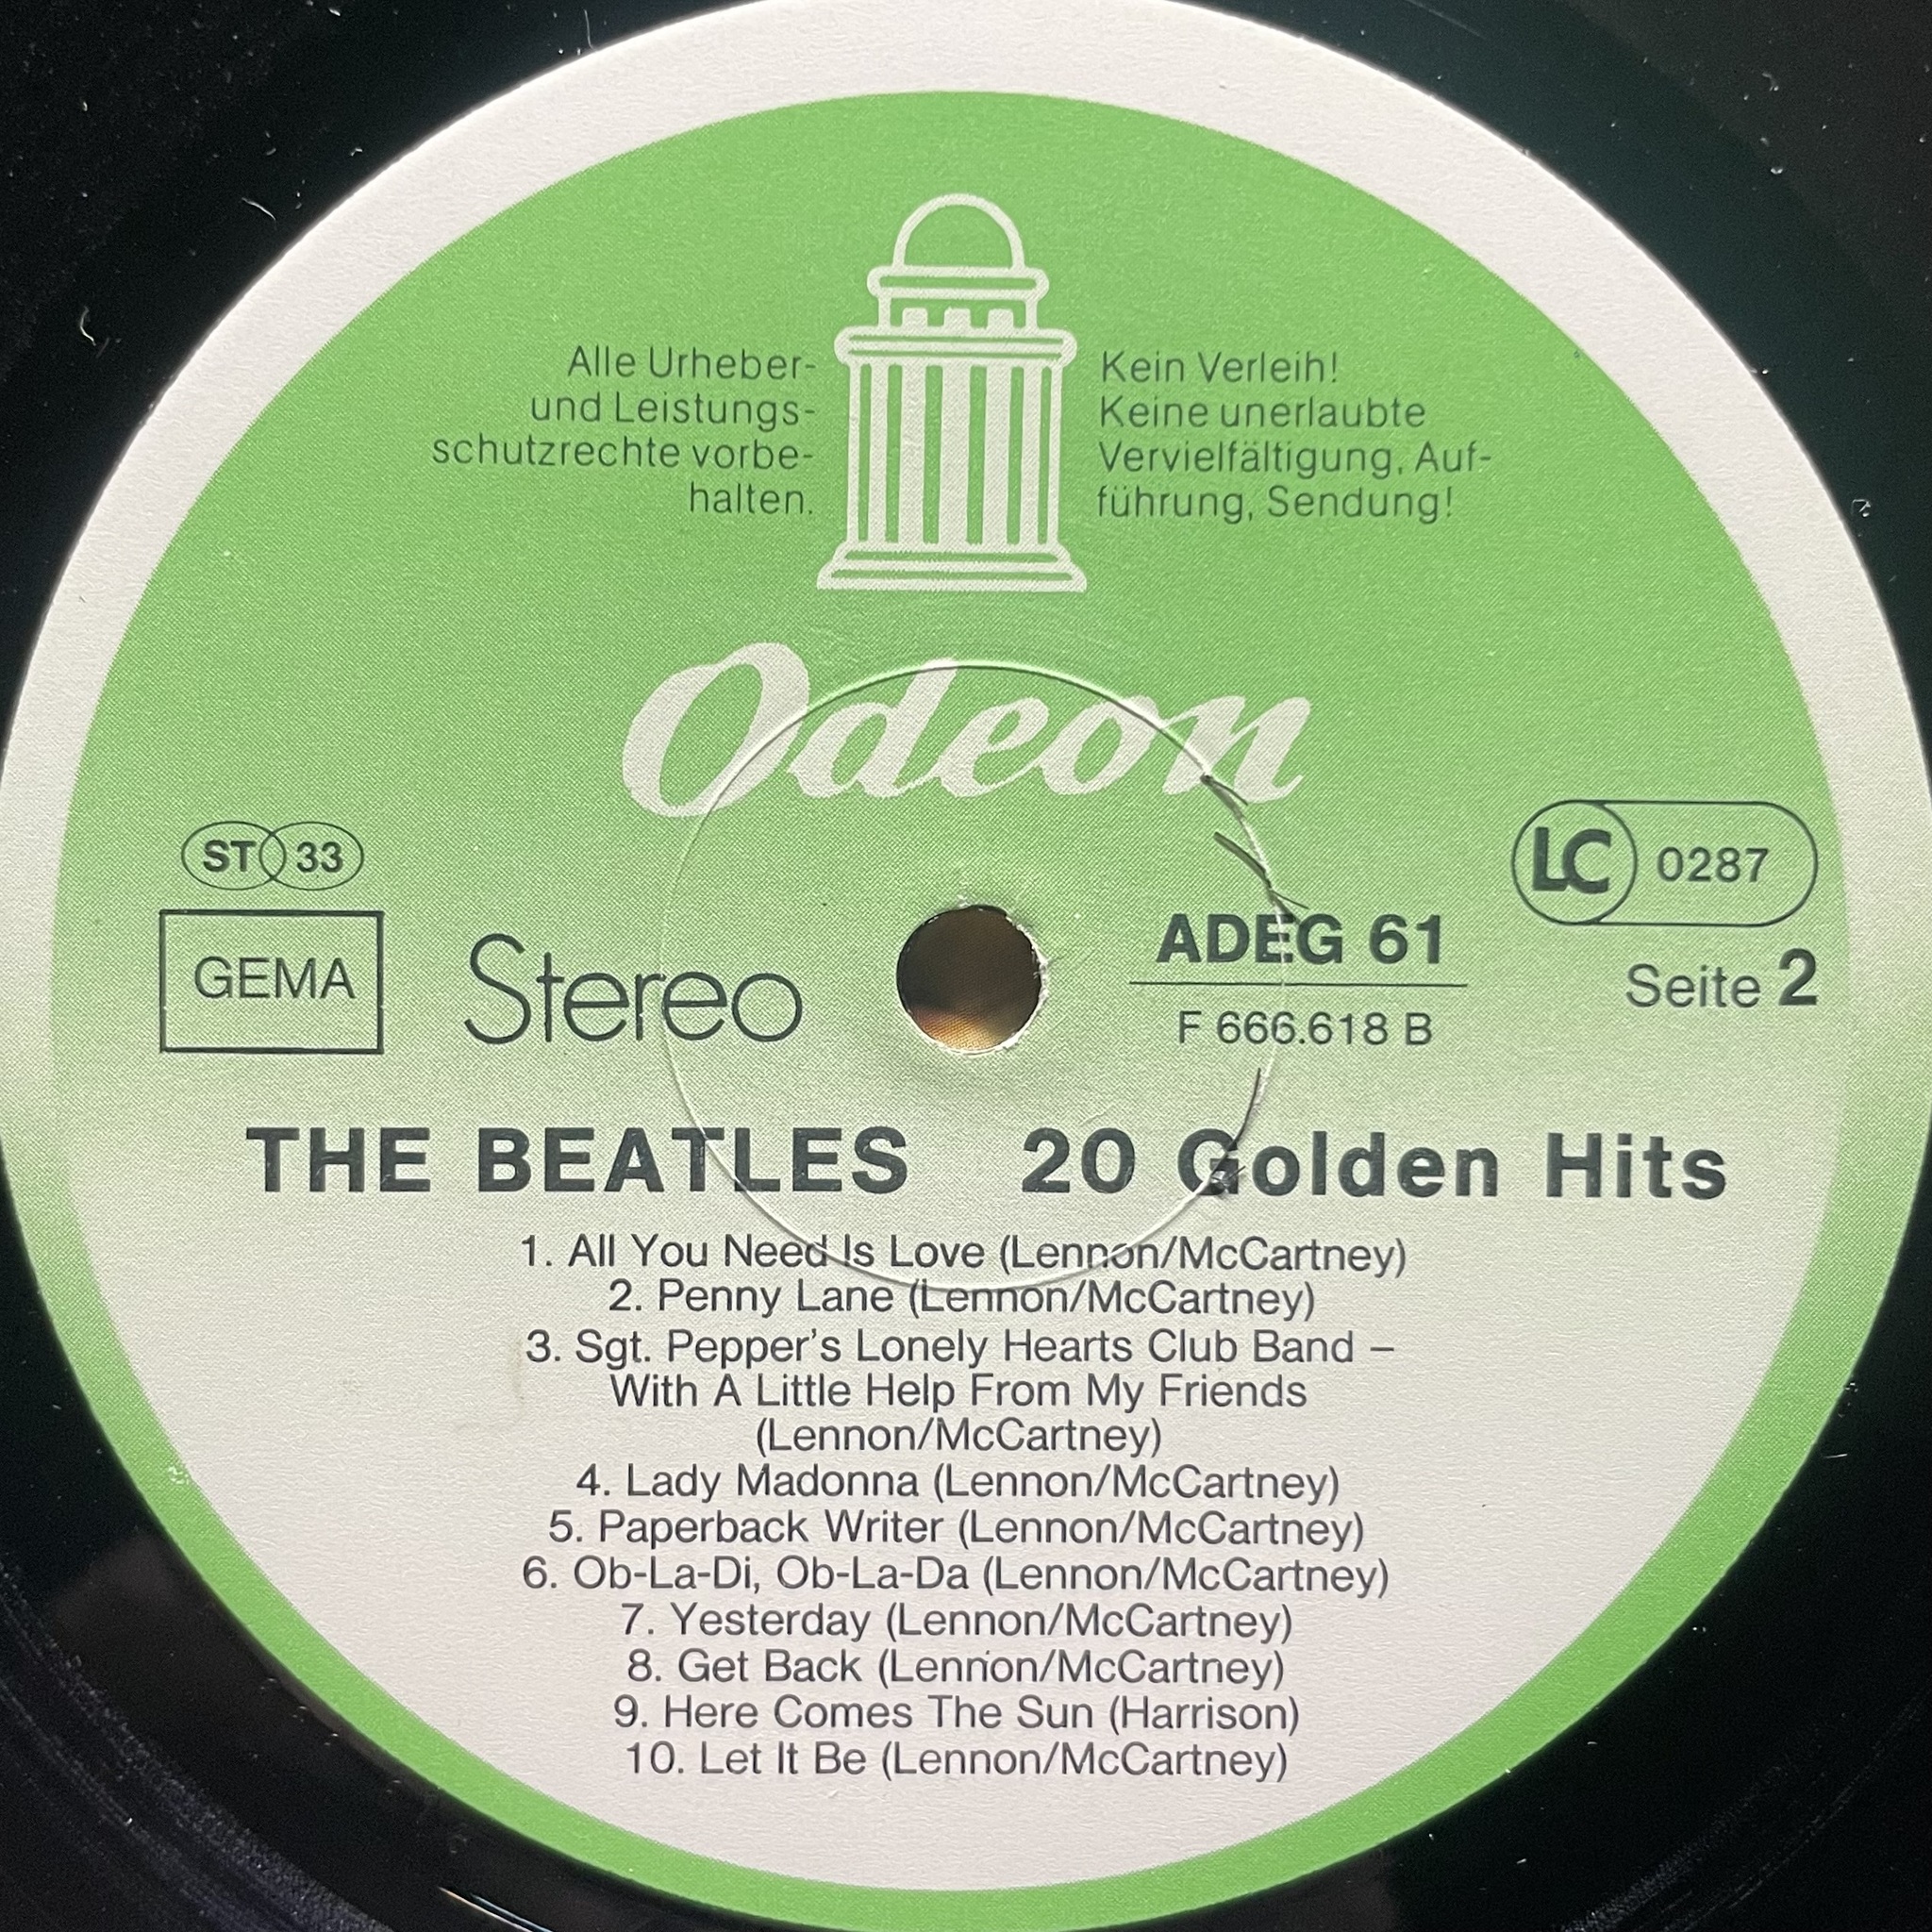 Alle Urheber-
und Leistungs-
schutzrechte vorbe-
halten.
Kein Verleih!
Keine unerlaubte
Vervielfältigung, Auf-
führung, Sendung!
Odeon
ST 33
GEMA
Stereo
ADEG 61
F 666.618 B
LC 0287
Seite 2
THE BEATLES 20 Golden Hits
1. All You Need Is Love (Lennon/McCartney)
2. Penny Lane (Lennon/McCartney)
3. Sgt. Pepper's Lonely Hearts Club Band –
With A Little Help From My Friends
(Lennon/McCartney)
4. Lady Madonna (Lennon/McCartney)
5. Paperback Writer (Lennon/McCartney)
6. Ob-La-Di, Ob-La-Da (Lennon/McCartney)
7. Yesterday (Lennon/McCartney)
8. Get Back (Lennon/McCartney)
9. Here Comes The Sun (Harrison)
10. Let It Be (Lennon/McCartney)